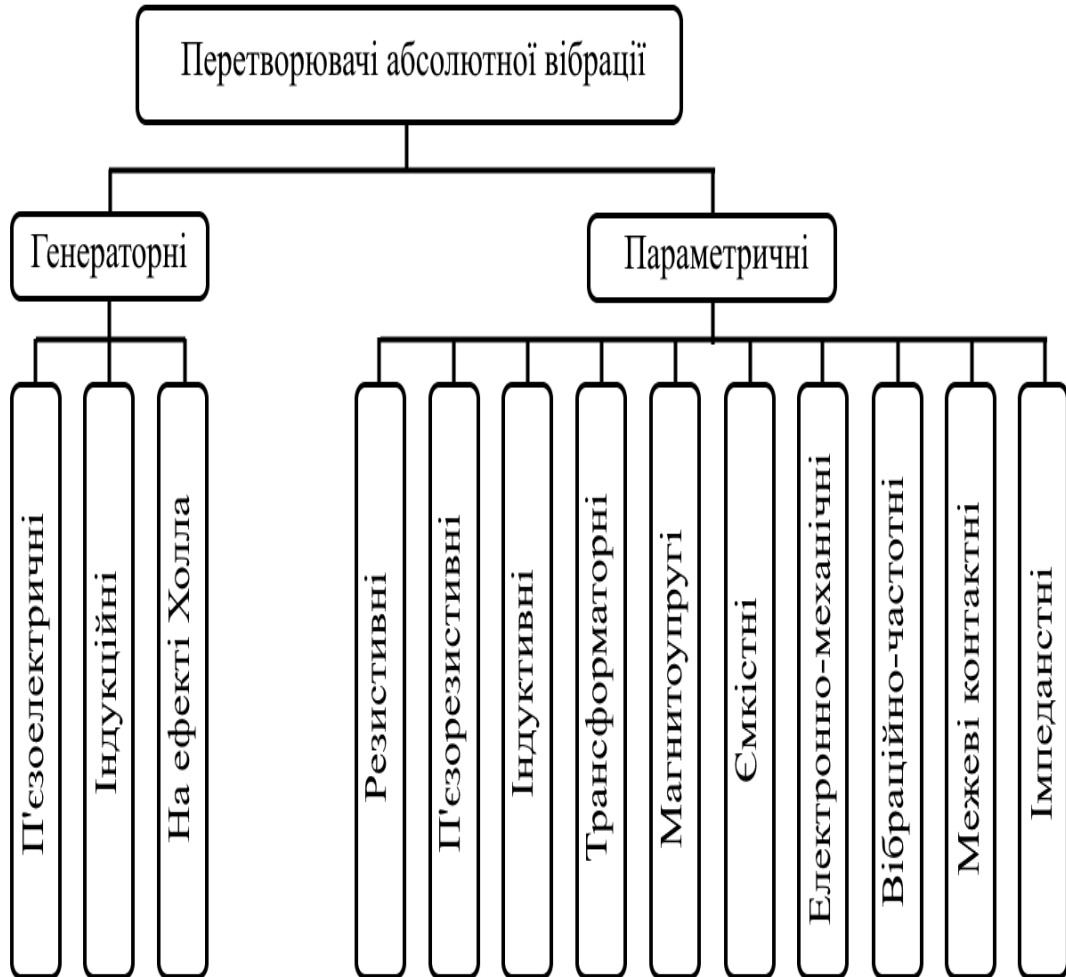 Перетворювачі абсолютної вібрації
Генераторні
Параметричні
П'єзоелектричні
Індукційні
На ефекті Холла
Резистивні
П'єзорезистивні
Індуктивні
Трансформаторні
Магнитоупругі
Ємкістні
Електронно-механічні
Вібраційно-частотні
Межеві контактні
Імпеданстні